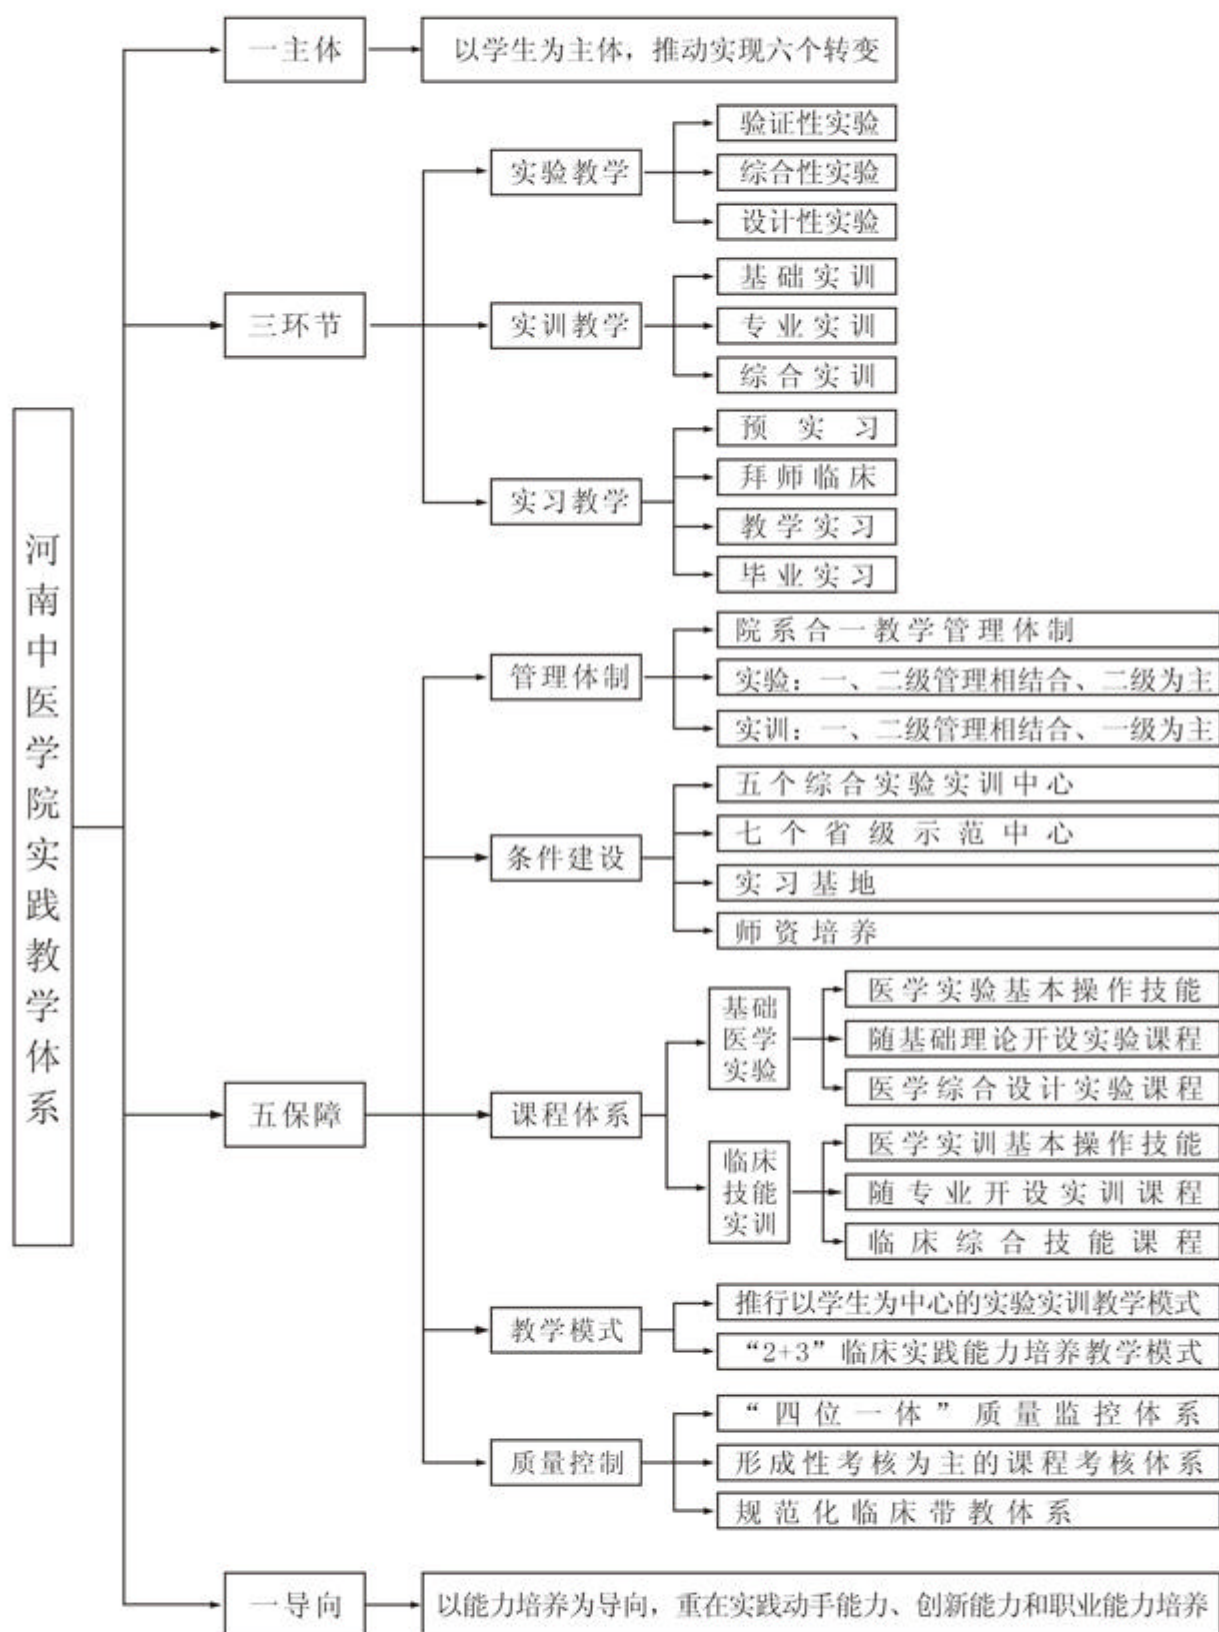 河南中医学院实践教学体系
一主体
以学生为主体，推动实现六个转变
三环节
实验教学
验证性实验
综合性实验
设计性实验
实训教学
基础实训
专业实训
综合实训
实习教学
预实习
拜师临床
教学实习
毕业实习
五保障
管理体制
院系合一教学管理体制
实验：一、二级管理相结合、二级为主
实训：一、二级管理相结合、一级为主
条件建设
五个综合实验实训中心
七个省级示范中心
实习基地
师资培养
课程体系
基础
医学
实验
医学实验基本操作技能
随基础理论开设实验课程
医学综合设计实验课程
临床
技能
实训
医学实训基本操作技能
随专业开设实训课程
临床综合技能课程
教学模式
推行以学生为中心的实验实训教学模式
“2+3”临床实践能力培养教学模式
质量控制
“四位一体”质量监控体系
形成性考核为主的课程考核体系
规范化临床带教体系
一导向
以能力培养为导向，重在实践动手能力、创新能力和职业能力培养